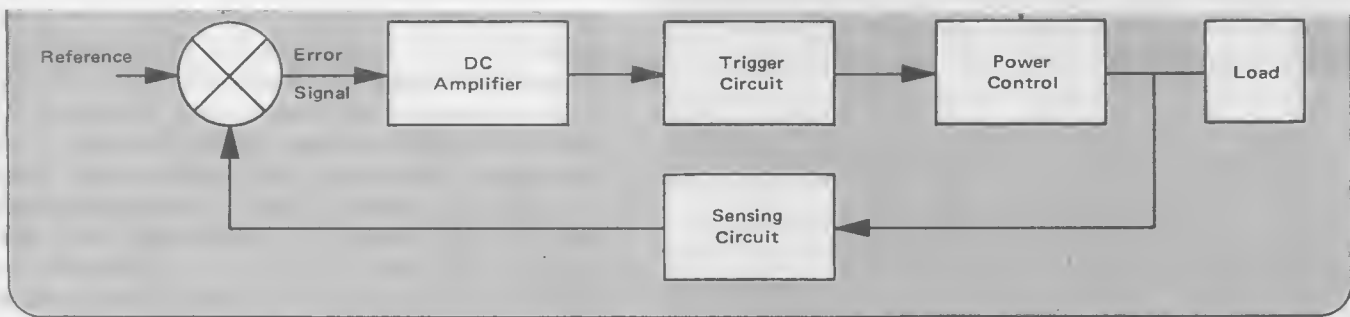 Reference
Error
Signal
DC
Amplifier
Trigger
Circuit
Power
Control
Load
Sensing
Circuit